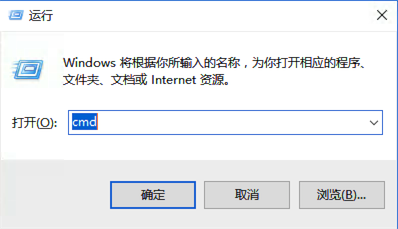 运行
Windows 将根据你所输入的名称，为你打开相应的程序、
文件夹、文档或 Internet 资源。
打开(O): cmd
确定 取消 浏览(B)...